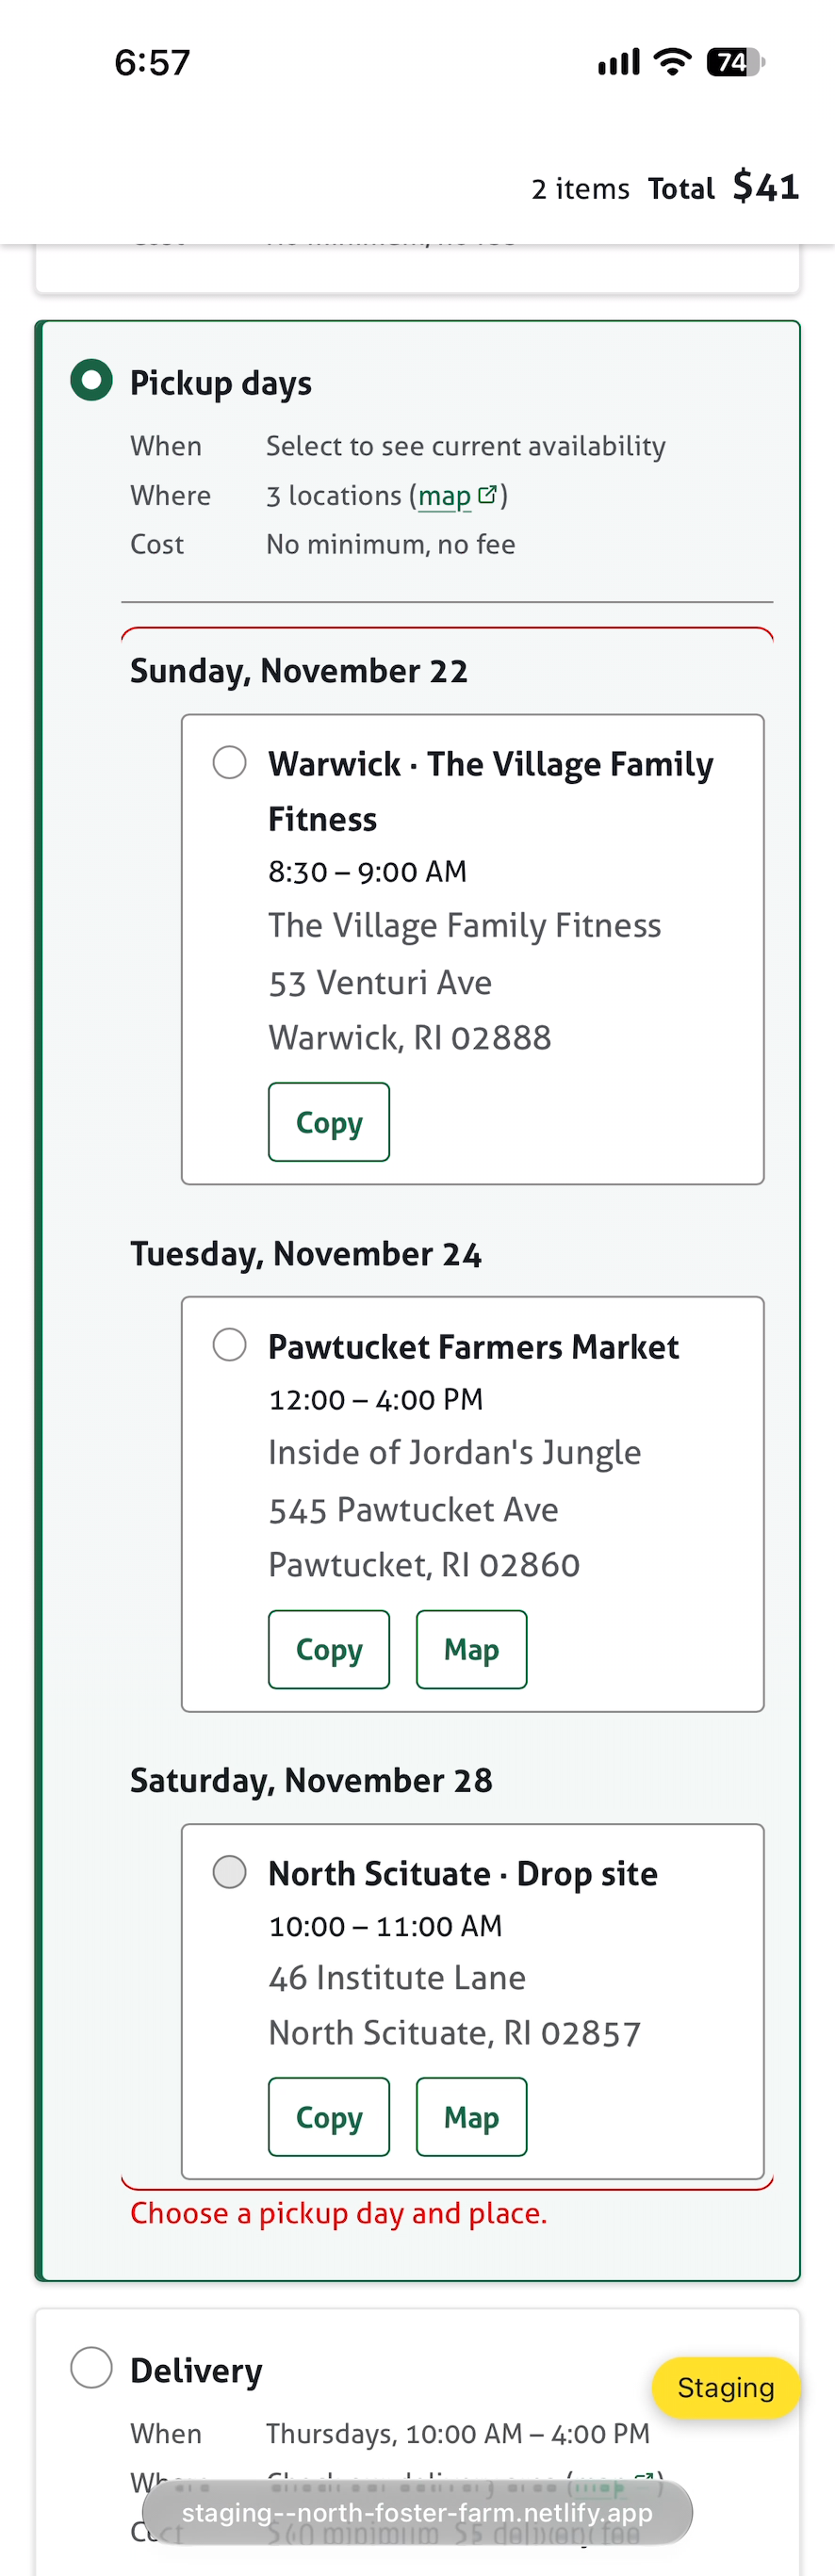 6:57
74
2 items Total $41
Pickup days
When Select to see current availability
Where 3 locations (map)
Cost No minimum, no fee
Sunday, November 22
Warwick · The Village Family
Fitness
8:30 – 9:00 AM
The Village Family Fitness
53 Venturi Ave
Warwick, RI 02888
Copy
Tuesday, November 24
Pawtucket Farmers Market
12:00 – 4:00 PM
Inside of Jordan's Jungle
545 Pawtucket Ave
Pawtucket, RI 02860
Copy Map
Saturday, November 28
North Scituate · Drop site
10:00 – 11:00 AM
46 Institute Lane
North Scituate, RI 02857
Copy Map
Choose a pickup day and place.
Delivery
Staging
When Thursdays, 10:00 AM – 4:00 PM
staging--north-foster-farm.netlify.app